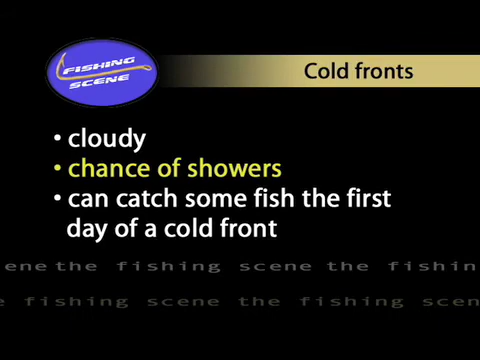 FISHING
SCENE
Cold fronts
• cloudy
• chance of showers
• can catch some fish the first
day of a cold front
ene the fishing scene the fishin
e fishing scene the fishing scen